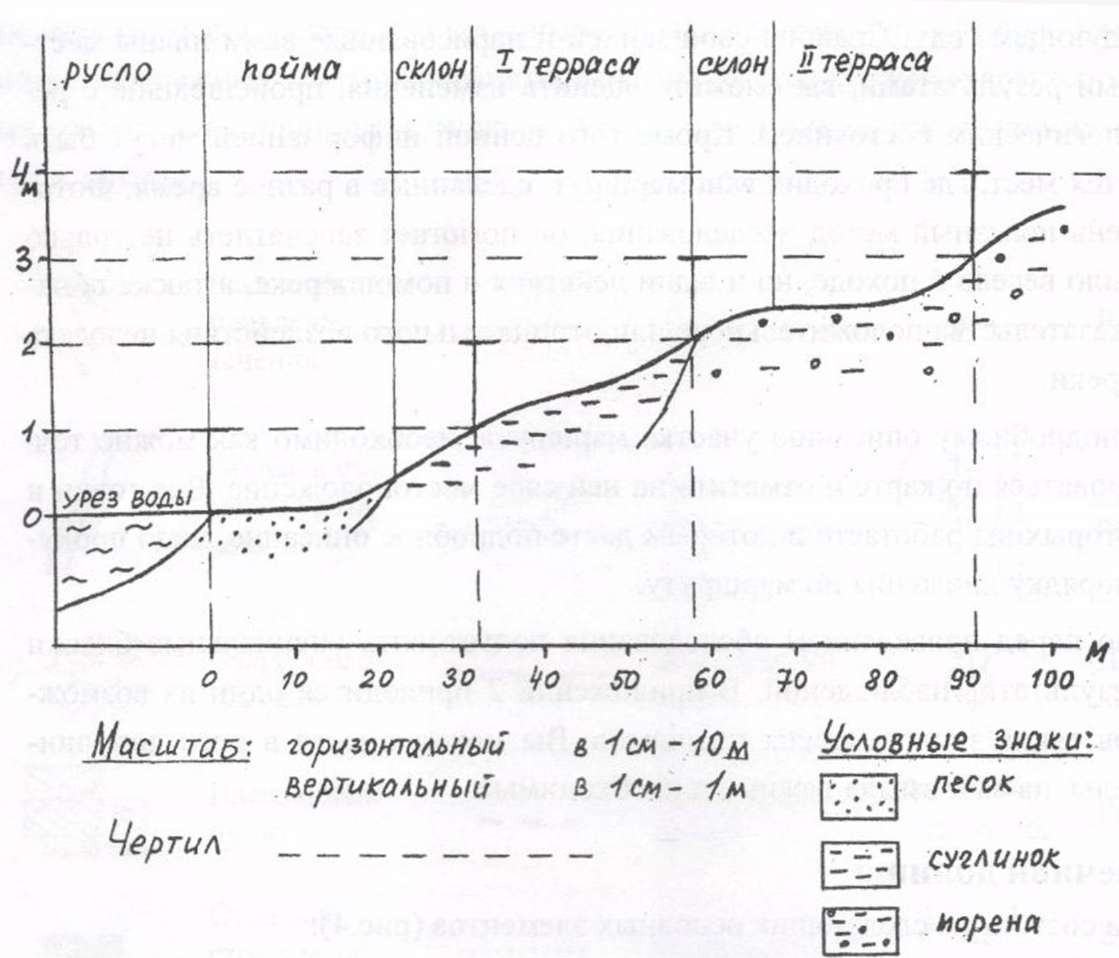 русло пойма склон I терраса склон II терраса
4
м
3
2
1
урез воды
0
0 10 20 30 40 50 60 70 80 90 100 м
Масштаб: горизонтальный в 1 см - 10 м
вертикальный в 1 см - 1 м
Чертил
Условные знаки:
песок
суглинок
морена